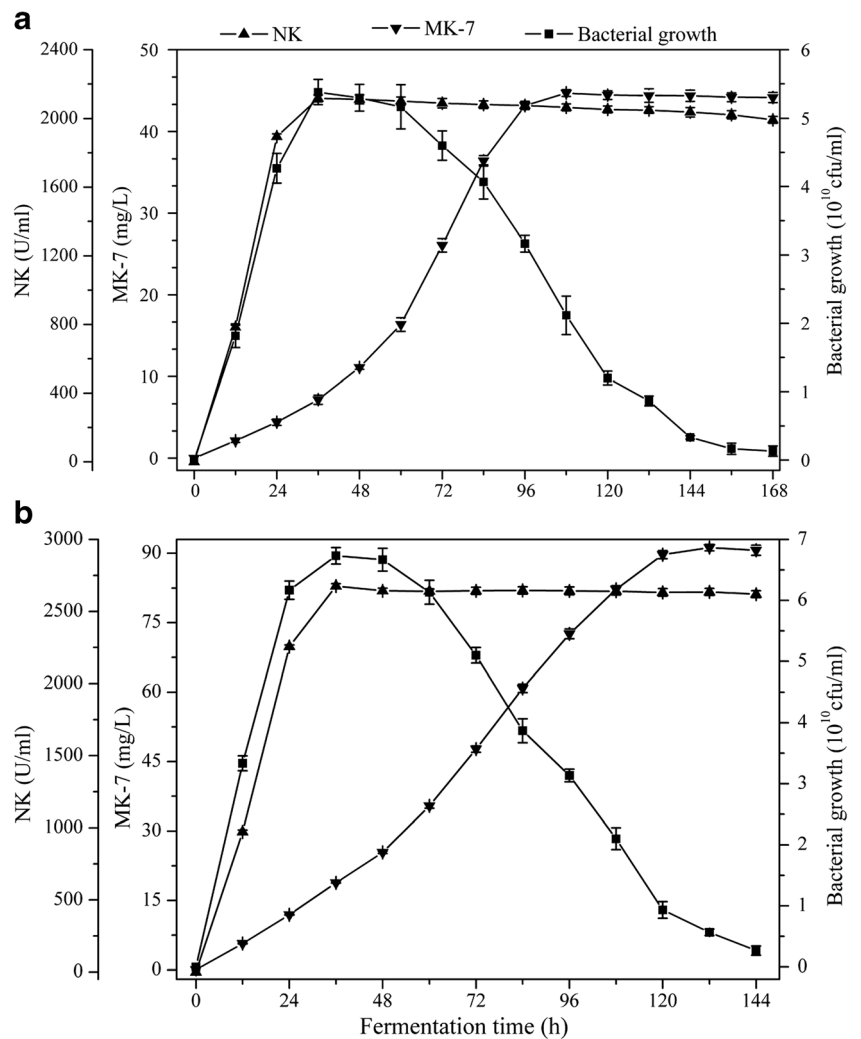 a
NK MK-7 Bacterial growth
2400 50 6
2000 40 5
1600 30 4
1200 3
800 20 2
400 10 1
0 0 0
NK (U/ml)
MK-7 (mg/L)
Bacterial growth (10¹⁰cfu/ml)
0 24 48 72 96 120 144 168
b
3000 90 7
2500 75 6
2000 60 5
1500 45 4
1000 30 3
500 15 2
0 0 1
0
NK (U/ml)
MK-7 (mg/L)
Bacterial growth (10¹⁰cfu/ml)
0 24 48 72 96 120 144
Fermentation time (h)